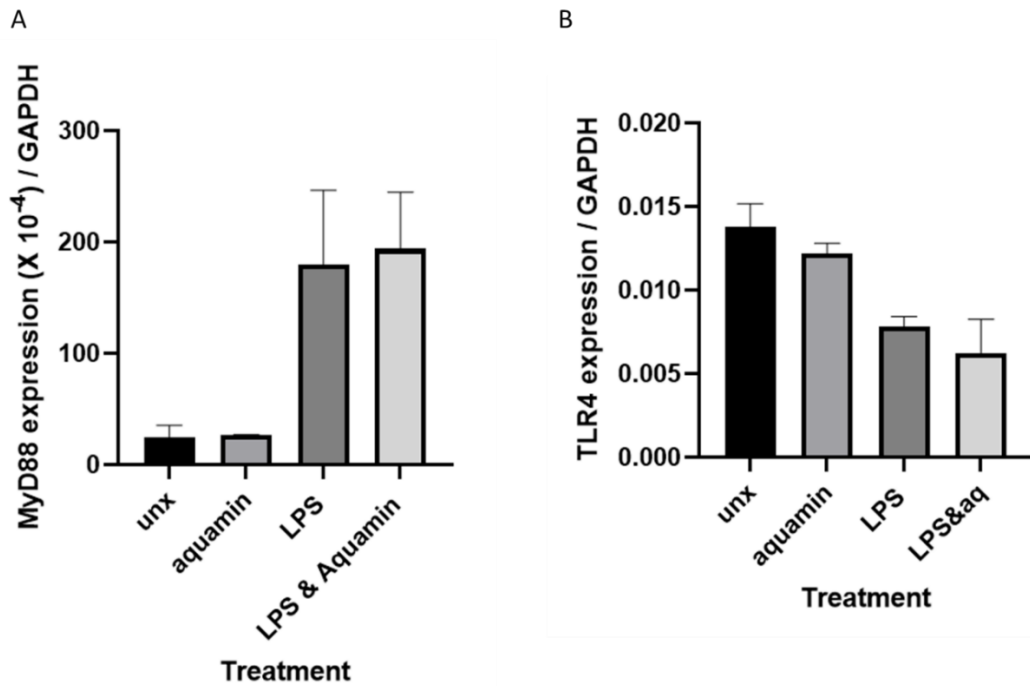 A
MyD88 expression (X 10⁻⁴) / GAPDH
300
200
100
0
unx
aquamin
LPS
LPS & Aquamin
Treatment
B
TLR4 expression / GAPDH
0.020
0.015
0.010
0.005
0.000
unx
aquamin
LPS
LPS&aq
Treatment